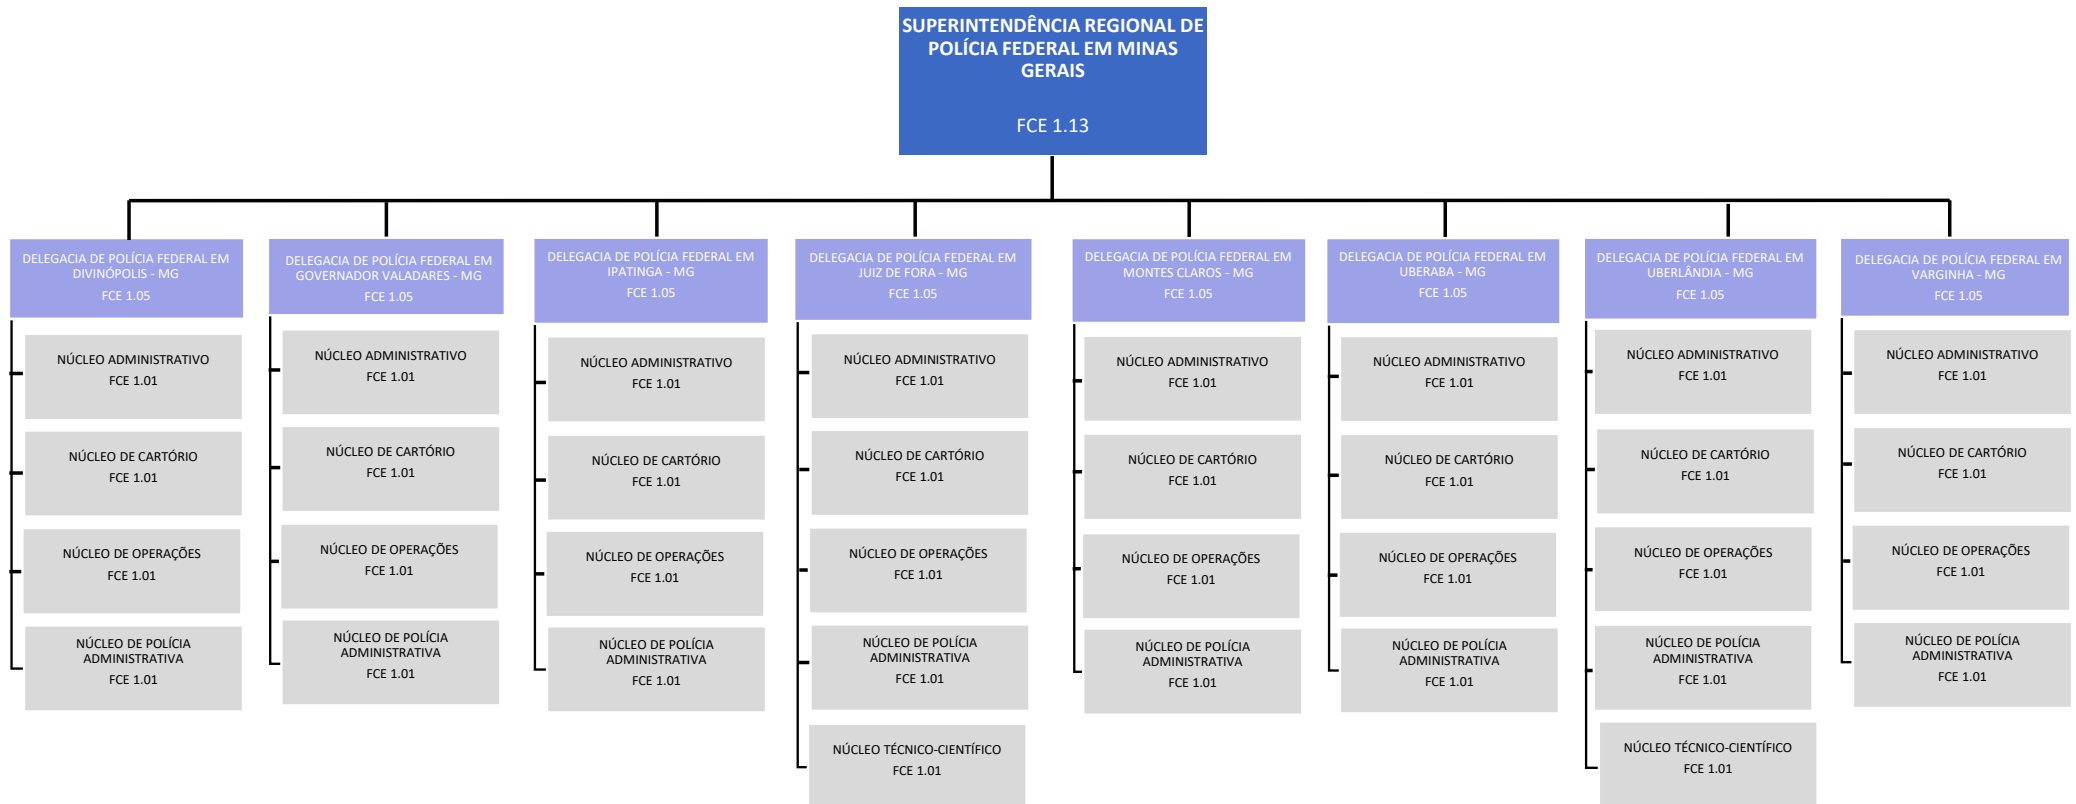 SUPERINTENDÊNCIA REGIONAL DE
POLÍCIA FEDERAL EM MINAS
GERAIS
FCE 1.13
DELEGACIA DE POLÍCIA FEDERAL EM
DIVINÓPOLIS - MG
FCE 1.05
NÚCLEO ADMINISTRATIVO
FCE 1.01
NÚCLEO DE CARTÓRIO
FCE 1.01
NÚCLEO DE OPERAÇÕES
FCE 1.01
NÚCLEO DE POLÍCIA
ADMINISTRATIVA
FCE 1.01
DELEGACIA DE POLÍCIA FEDERAL EM
GOVERNADOR VALADARES - MG
FCE 1.05
NÚCLEO ADMINISTRATIVO
FCE 1.01
NÚCLEO DE CARTÓRIO
FCE 1.01
NÚCLEO DE OPERAÇÕES
FCE 1.01
NÚCLEO DE POLÍCIA
ADMINISTRATIVA
FCE 1.01
DELEGACIA DE POLÍCIA FEDERAL EM
IPATINGA - MG
FCE 1.05
NÚCLEO ADMINISTRATIVO
FCE 1.01
NÚCLEO DE CARTÓRIO
FCE 1.01
NÚCLEO DE OPERAÇÕES
FCE 1.01
NÚCLEO DE POLÍCIA
ADMINISTRATIVA
FCE 1.01
DELEGACIA DE POLÍCIA FEDERAL EM
JUIZ DE FORA - MG
FCE 1.05
NÚCLEO ADMINISTRATIVO
FCE 1.01
NÚCLEO DE CARTÓRIO
FCE 1.01
NÚCLEO DE OPERAÇÕES
FCE 1.01
NÚCLEO DE POLÍCIA
ADMINISTRATIVA
FCE 1.01
NÚCLEO TÉCNICO-CIENTÍFICO
FCE 1.01
DELEGACIA DE POLÍCIA FEDERAL EM
MONTES CLAROS - MG
FCE 1.05
NÚCLEO ADMINISTRATIVO
FCE 1.01
NÚCLEO DE CARTÓRIO
FCE 1.01
NÚCLEO DE OPERAÇÕES
FCE 1.01
NÚCLEO DE POLÍCIA
ADMINISTRATIVA
FCE 1.01
DELEGACIA DE POLÍCIA FEDERAL EM
UBERABA - MG
FCE 1.05
NÚCLEO ADMINISTRATIVO
FCE 1.01
NÚCLEO DE CARTÓRIO
FCE 1.01
NÚCLEO DE OPERAÇÕES
FCE 1.01
NÚCLEO DE POLÍCIA
ADMINISTRATIVA
FCE 1.01
DELEGACIA DE POLÍCIA FEDERAL EM
UBERLÂNDIA - MG
FCE 1.05
NÚCLEO ADMINISTRATIVO
FCE 1.01
NÚCLEO DE CARTÓRIO
FCE 1.01
NÚCLEO DE OPERAÇÕES
FCE 1.01
NÚCLEO DE POLÍCIA
ADMINISTRATIVA
FCE 1.01
NÚCLEO TÉCNICO-CIENTÍFICO
FCE 1.01
DELEGACIA DE POLÍCIA FEDERAL EM
VARGINHA - MG
FCE 1.05
NÚCLEO ADMINISTRATIVO
FCE 1.01
NÚCLEO DE CARTÓRIO
FCE 1.01
NÚCLEO DE OPERAÇÕES
FCE 1.01
NÚCLEO DE POLÍCIA
ADMINISTRATIVA
FCE 1.01